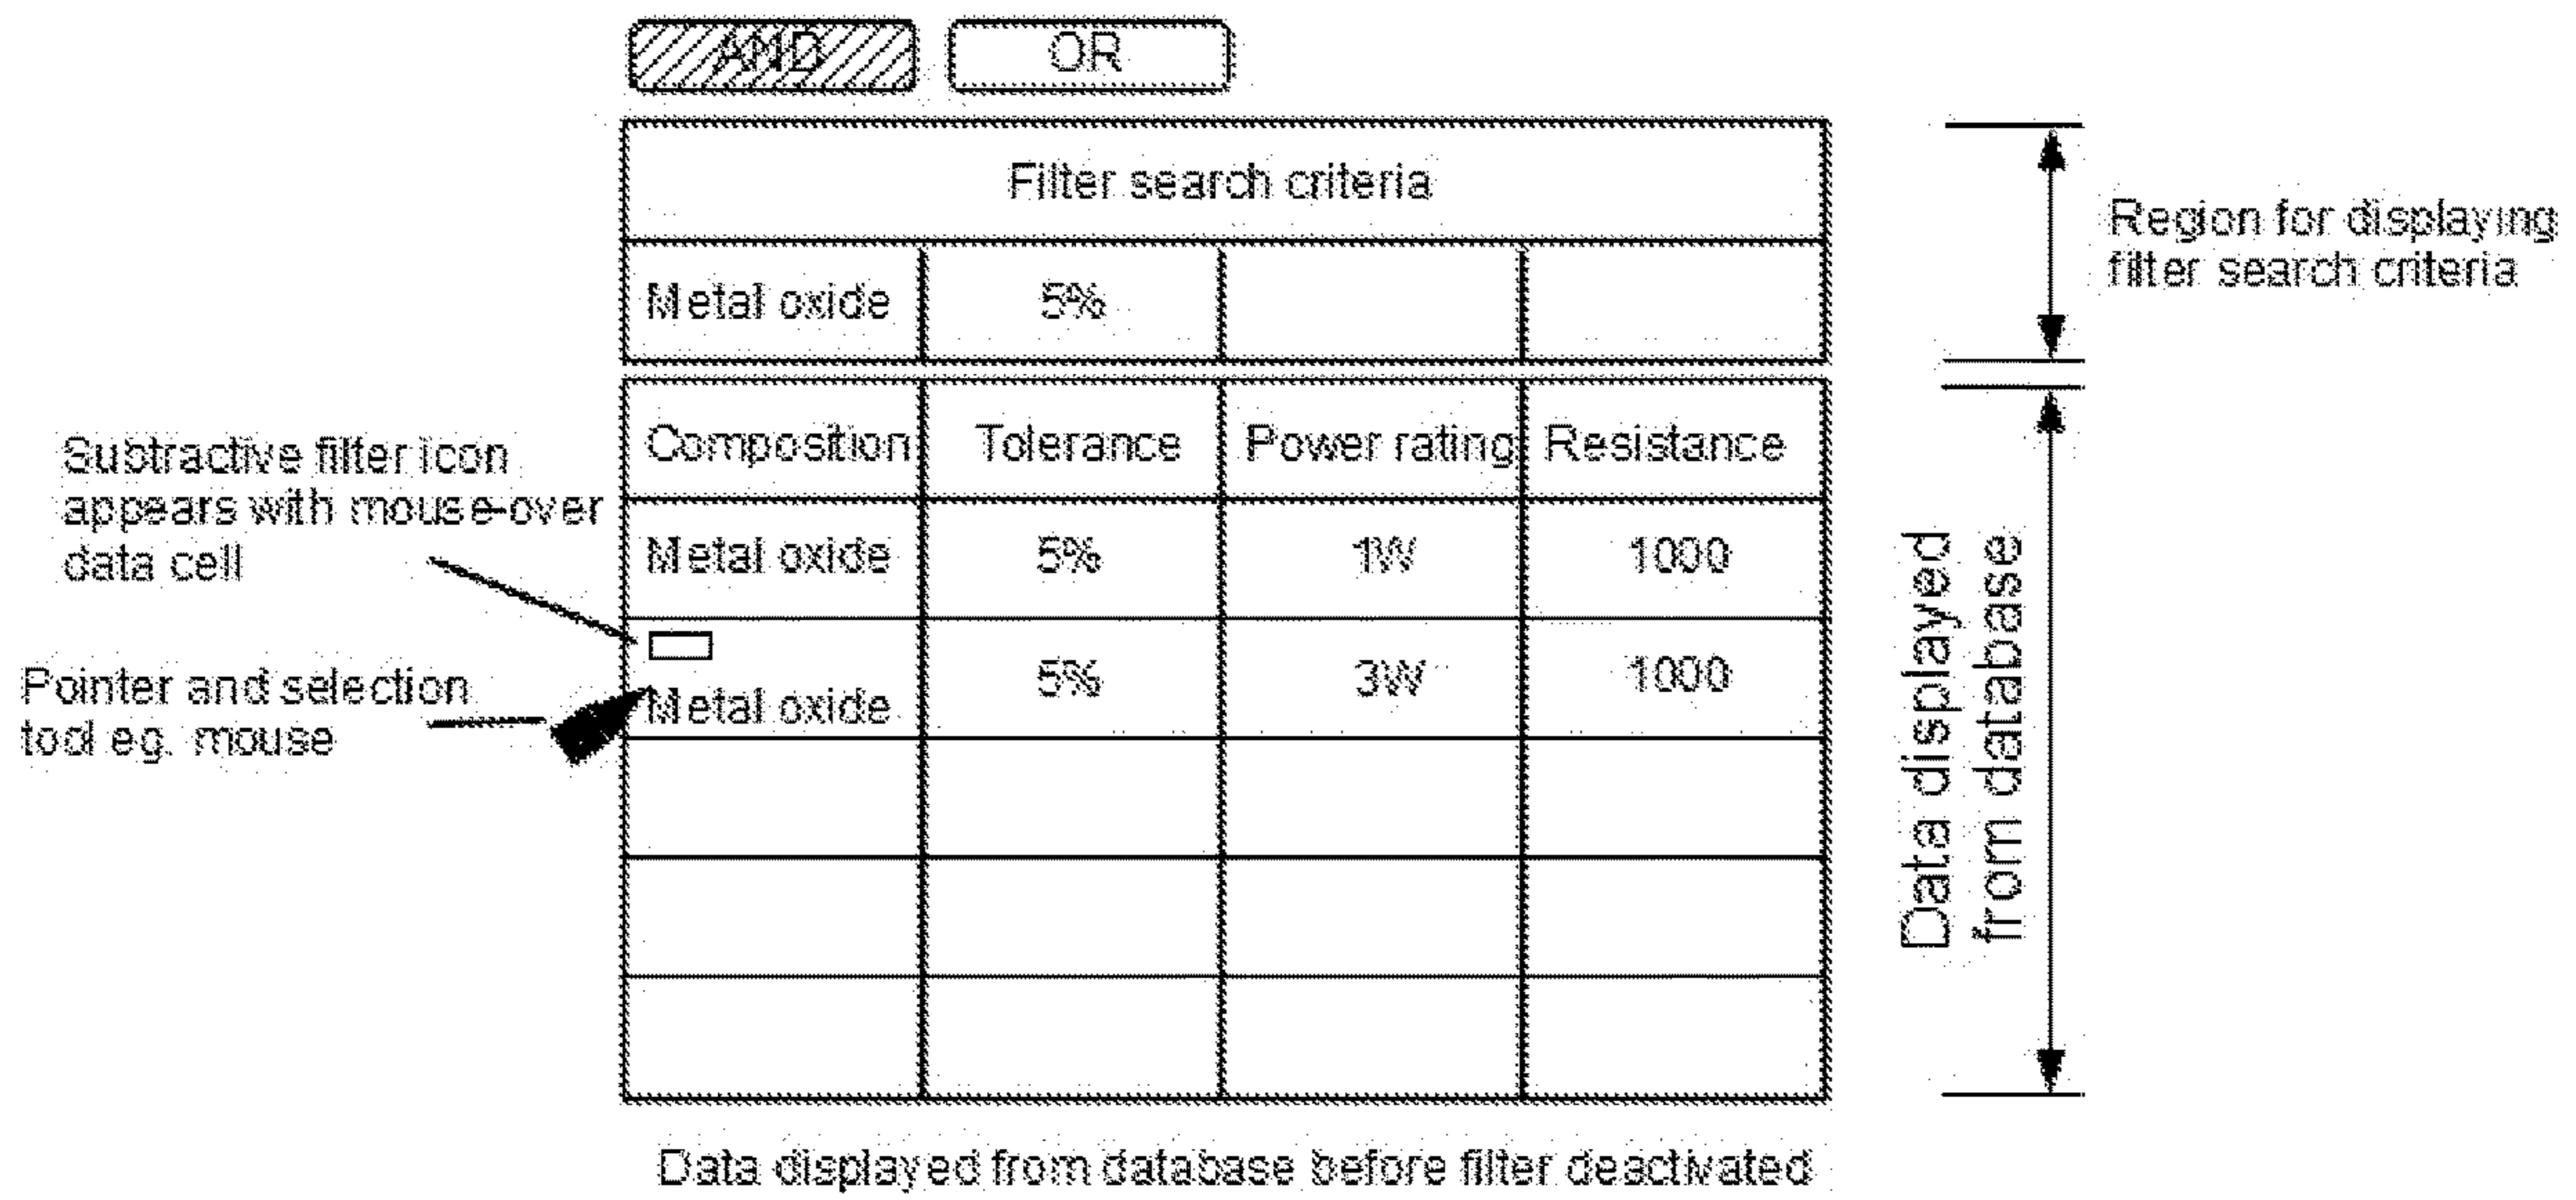 AND OR
Filter search criteria
Metal oxide 5%
Region for displaying
filter search criteria
Composition Tolerance Power rating Resistance
Metal oxide 5% 1W 1000
Metal oxide 5% 3W 1000
Subtractive filter icon
appears with mouse-over
data cell
Pointer and selection
tool eg. mouse
Data displayed
from database
Data displayed from database before filter deactivated